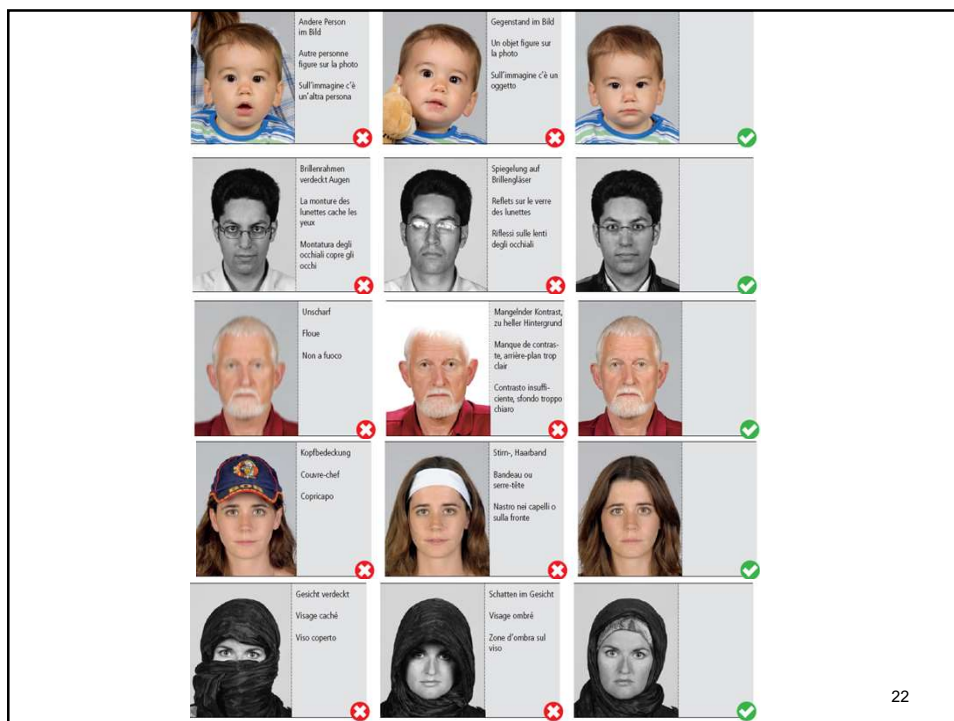 Andere Person
im Bild
Autre personne
figure sur la photo
Sull'immagine c'è
un'altra persona
Gegenstand im Bild
Un objet figure sur
la photo
Sull'immagine c'è un
oggetto
Brillenrahmen
verdeckt Augen
La monture des
lunettes cache les
yeux
Montatura degli
occhiali copre gli
occhi
Spiegelung auf
Brillengläser
Reflets sur le verre
des lunettes
Riflessi sulle lenti
degli occhiali
Unscharf
Floue
Non a fuoco
Mangelnder Kontrast,
zu heller Hintergrund
Manque de contras-
te, arrière-plan trop
clair
Contrasto insuffi-
ciente, sfondo troppo
chiaro
Kopfbedeckung
Couvre-chef
Copricapo
Stirn-, Haarband
Bandeau ou
serre-tête
Nastro nei capelli o
sulla fronte
Gesicht verdeckt
Visage caché
Viso coperto
Schatten im Gesicht
Visage ombré
Zone d'ombra sul
viso
22